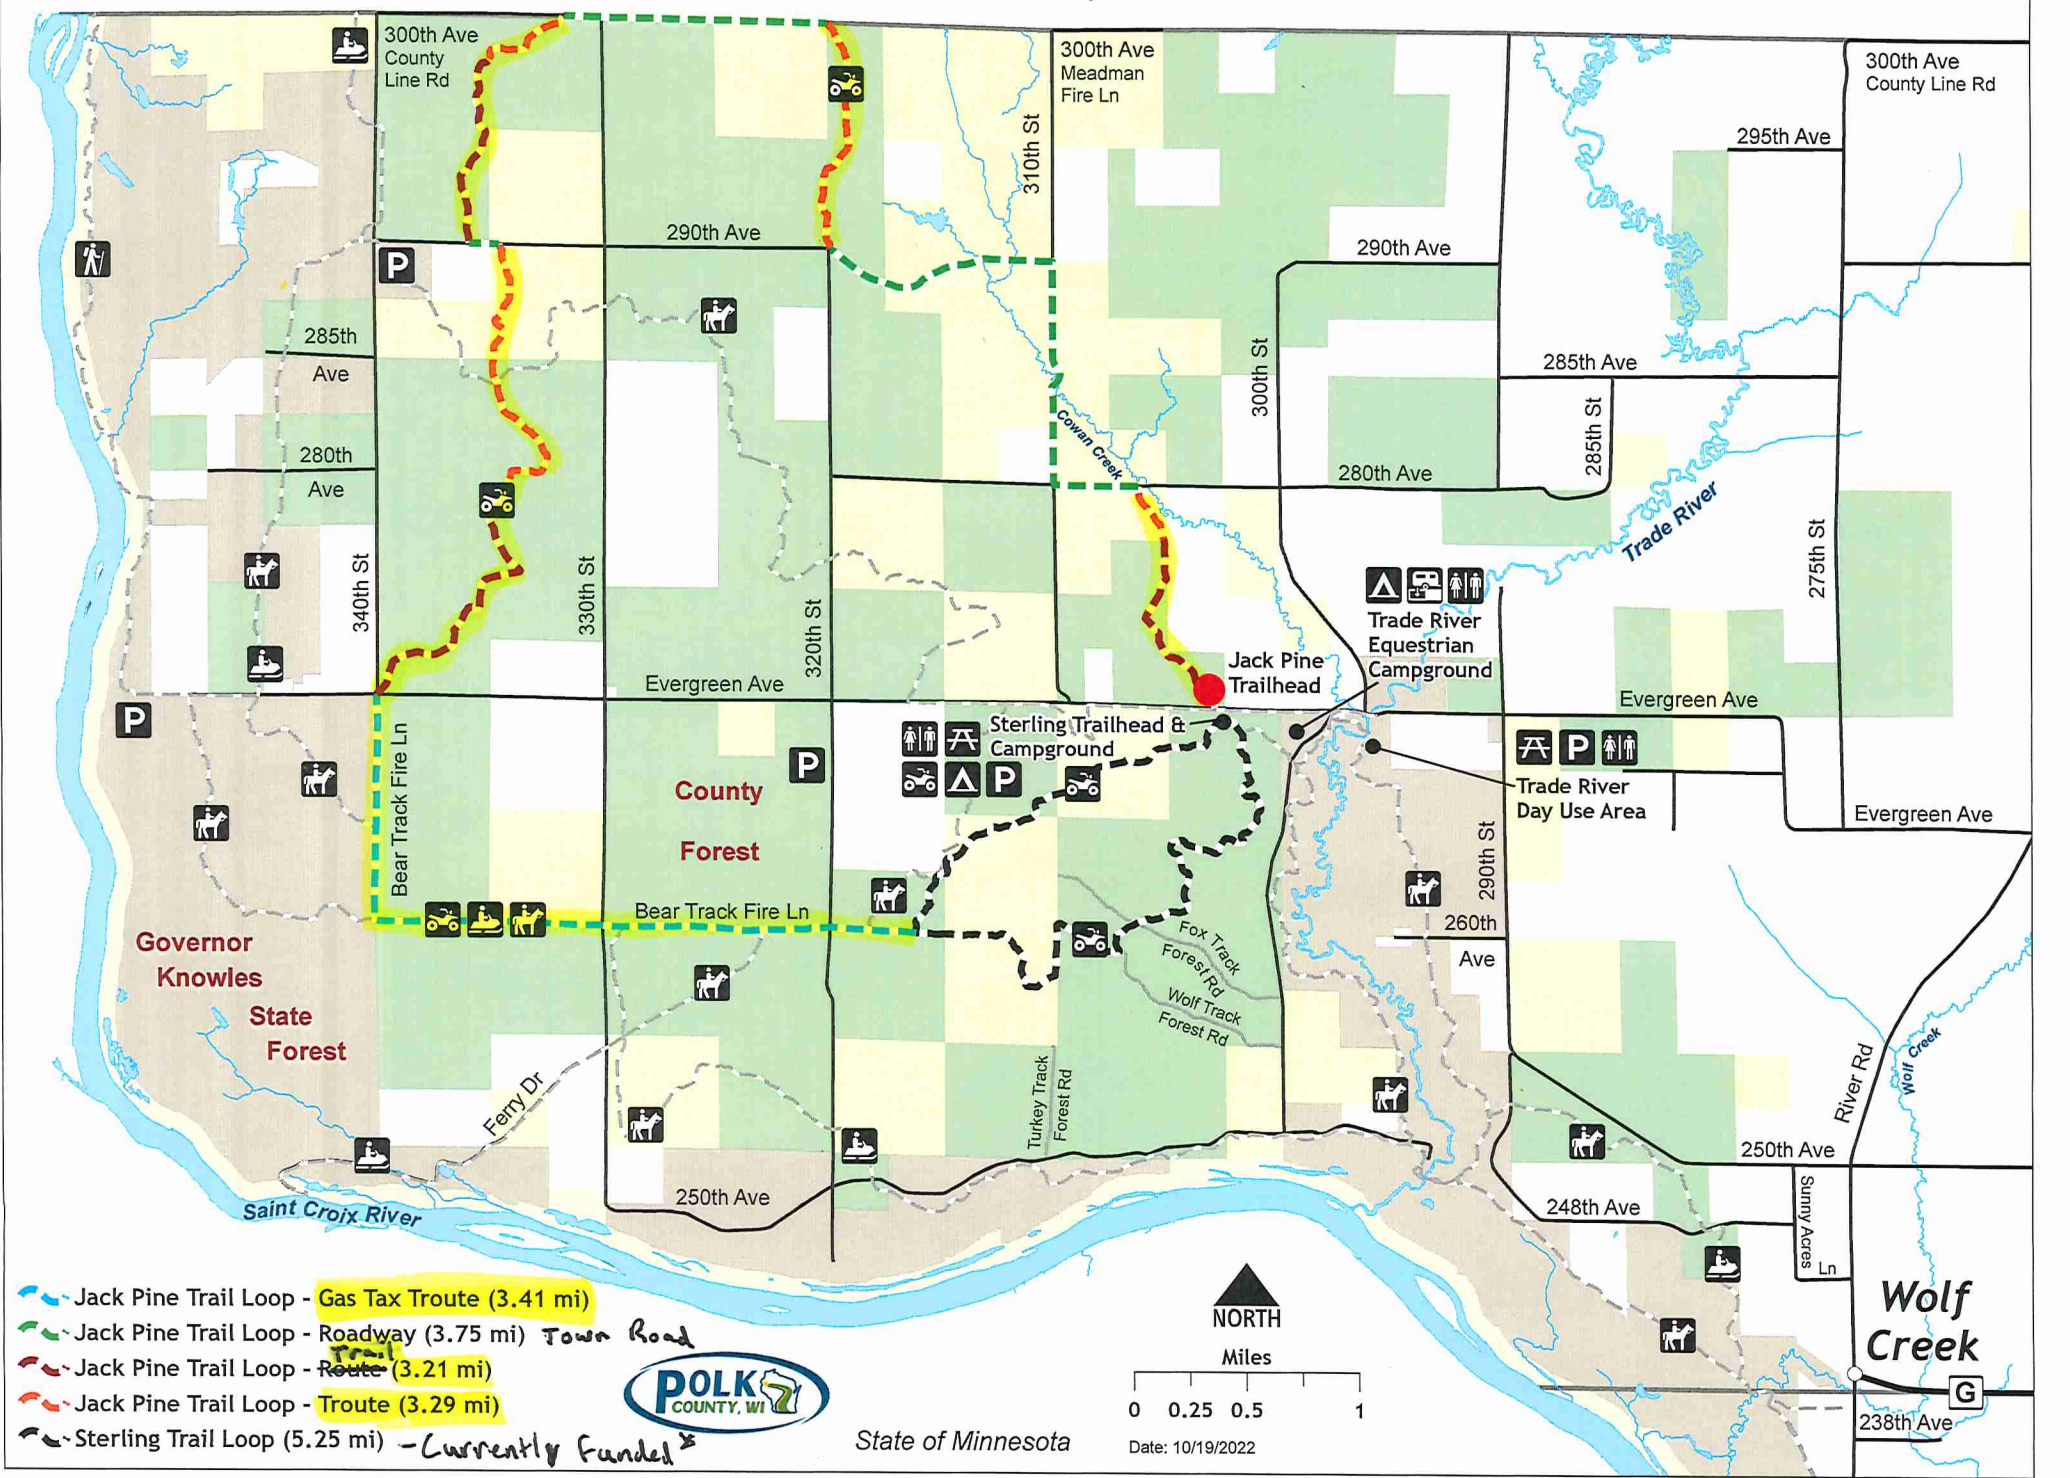 300th Ave
County
Line Rd
300th Ave
Meadman
Fire Ln
300th Ave
County Line Rd
310th St
295th Ave
290th Ave
290th Ave
P
285th
Ave
285th Ave
300th St
285th St
Cowan Creek
280th
Ave
280th Ave
Trade River
275th St
340th St
330th St
320th St
Trade River
Equestrian
Campground
Jack Pine
Trailhead
Evergreen Ave
Evergreen Ave
P
Bear Track Fire Ln
Sterling Trailhead &
Campground
P
P
P
County
Forest
Trade River
Day Use Area
Evergreen Ave
290th St
Bear Track Fire Ln
260th
Ave
Fox Track
Forest Rd
Wolf Track
Forest Rd
Governor
Knowles
State
Forest
Turkey Track
Forest Rd
Ferry Dr
River Rd
Wolf Creek
250th Ave
250th Ave
248th Ave
Sunny Acres
Ln
Saint Croix River
Wolf
Creek
G
238th Ave
Jack Pine Trail Loop - Gas Tax Troute (3.41 mi)
Jack Pine Trail Loop - Roadway (3.75 mi) Town Road
Trail
Jack Pine Trail Loop - Route (3.21 mi)
Jack Pine Trail Loop - Troute (3.29 mi)
Sterling Trail Loop (5.25 mi) - Currently Funded*
POLK
COUNTY, WI
State of Minnesota
NORTH
Miles
0 0.25 0.5 1
Date: 10/19/2022